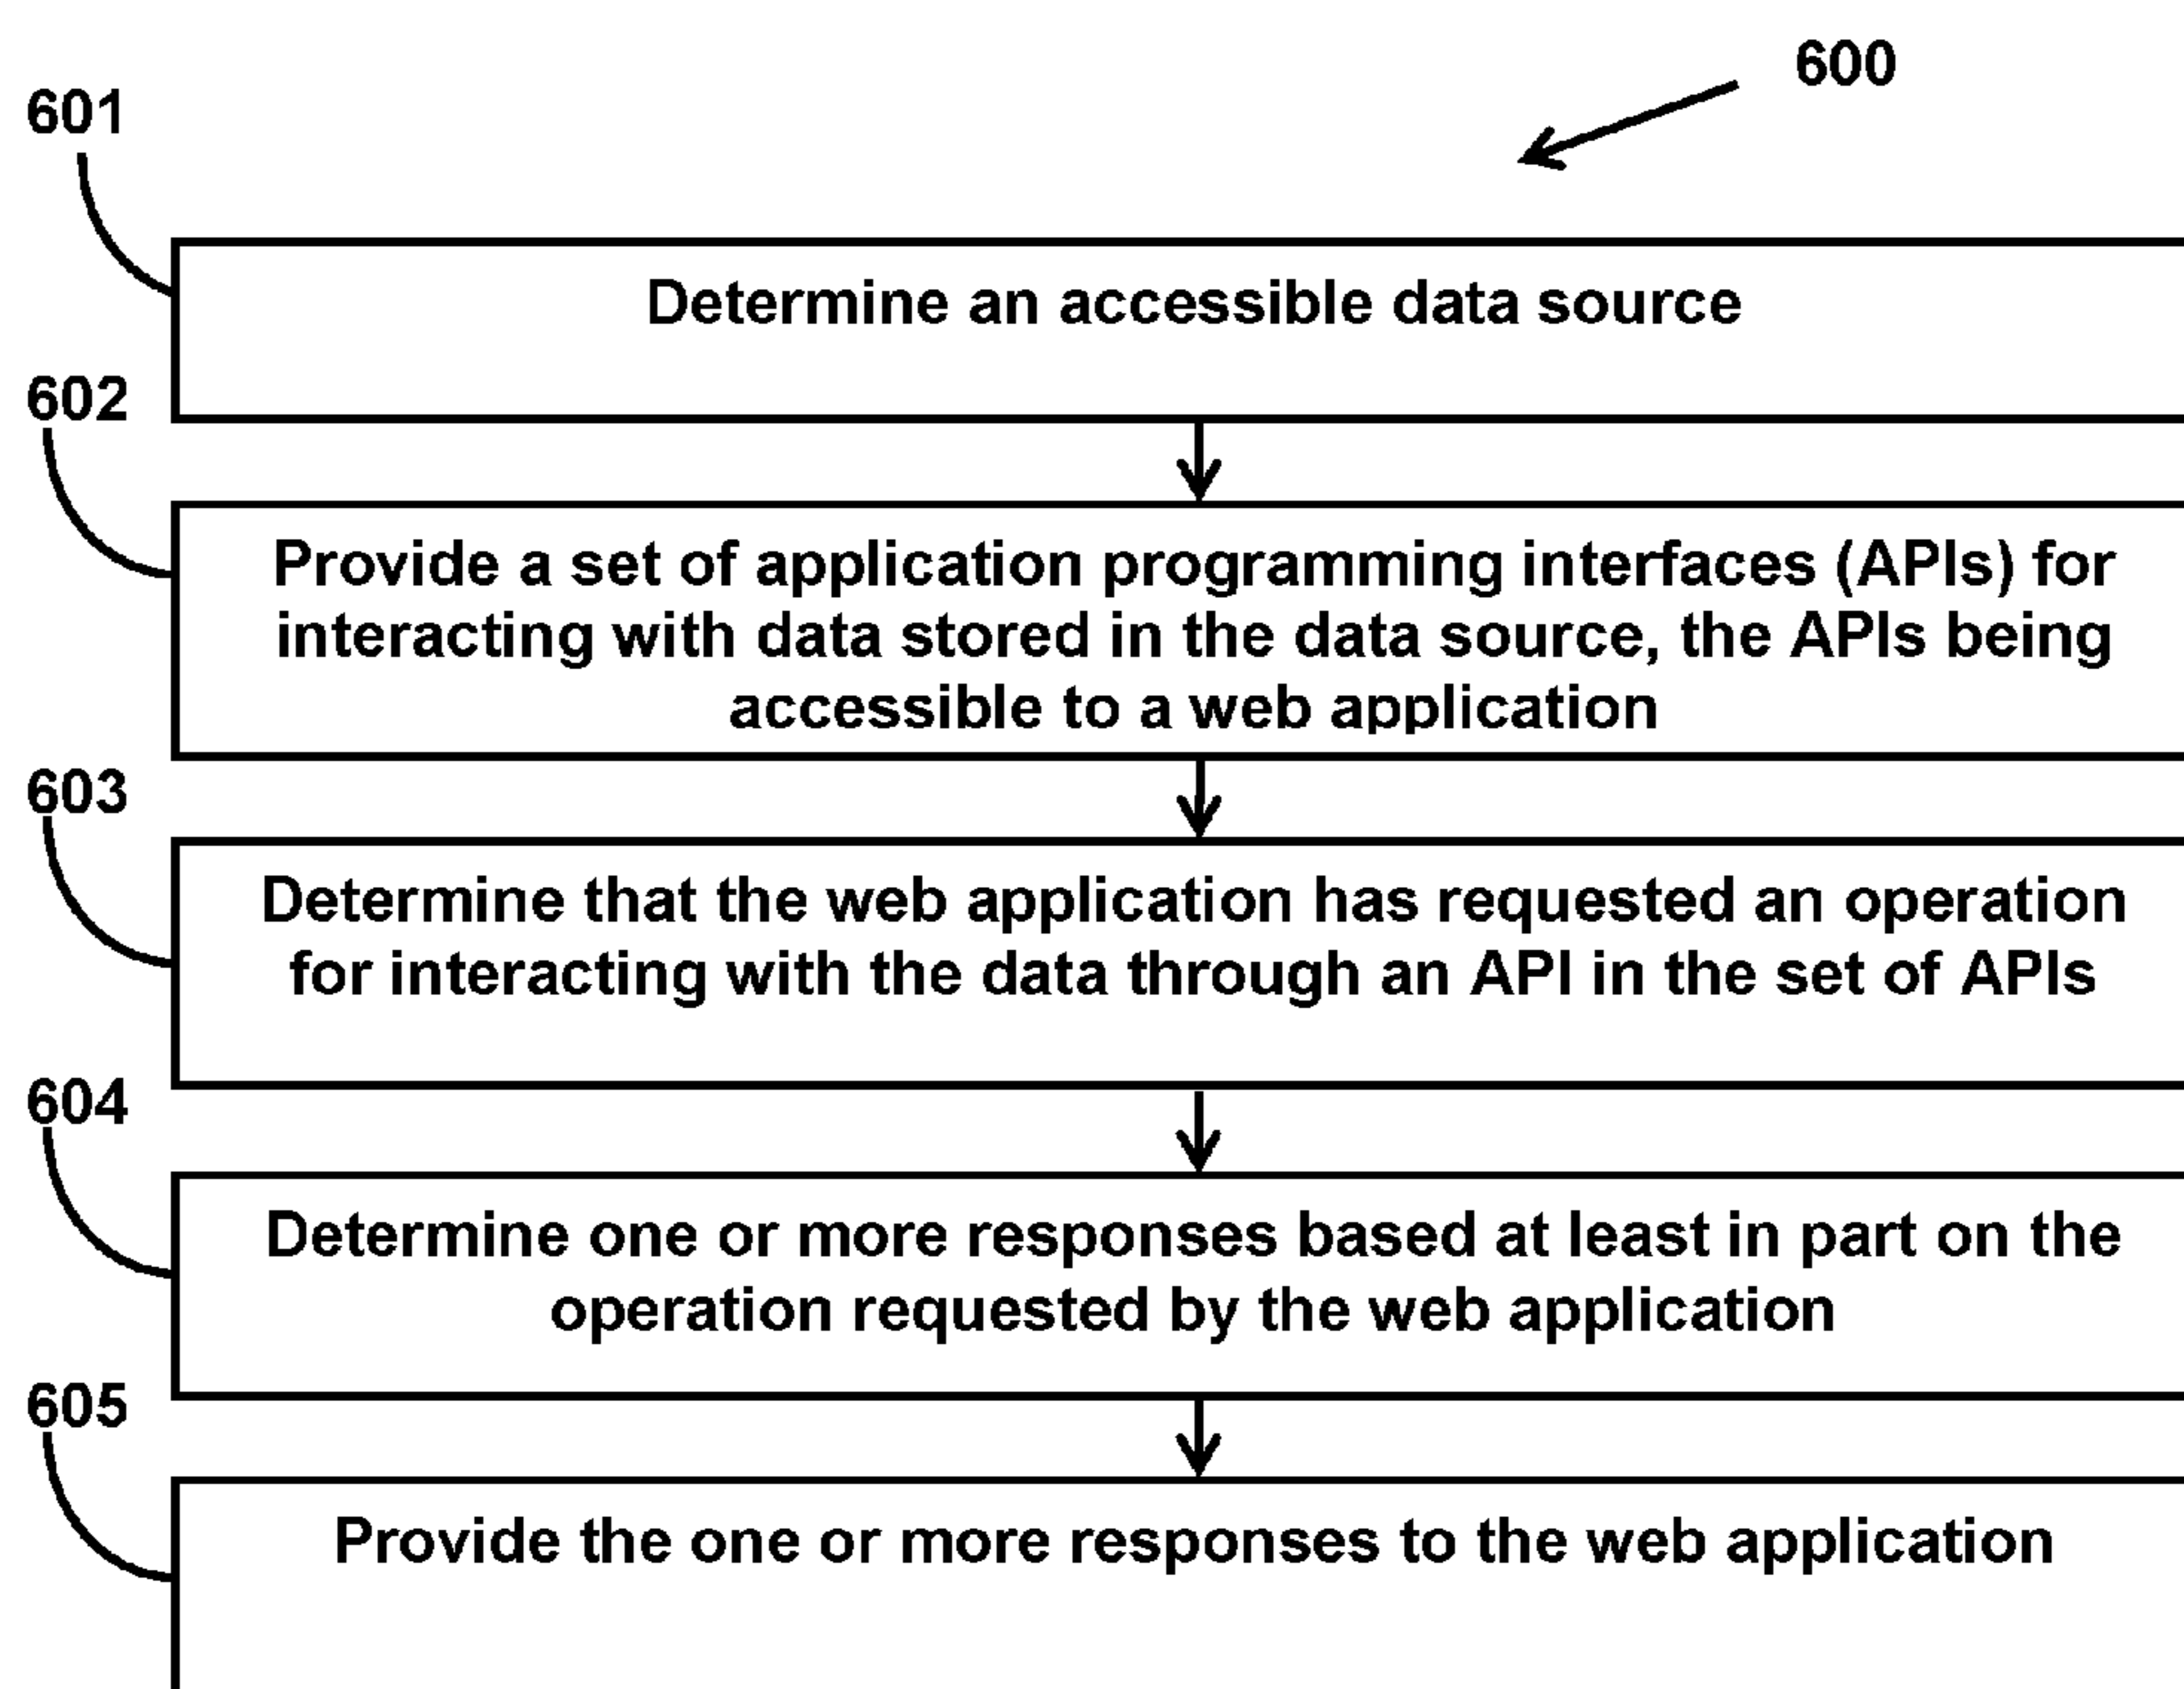 600
601
Determine an accessible data source
602
Provide a set of application programming interfaces (APIs) for
interacting with data stored in the data source, the APIs being
accessible to a web application
603
Determine that the web application has requested an operation
for interacting with the data through an API in the set of APIs
604
Determine one or more responses based at least in part on the
operation requested by the web application
605
Provide the one or more responses to the web application